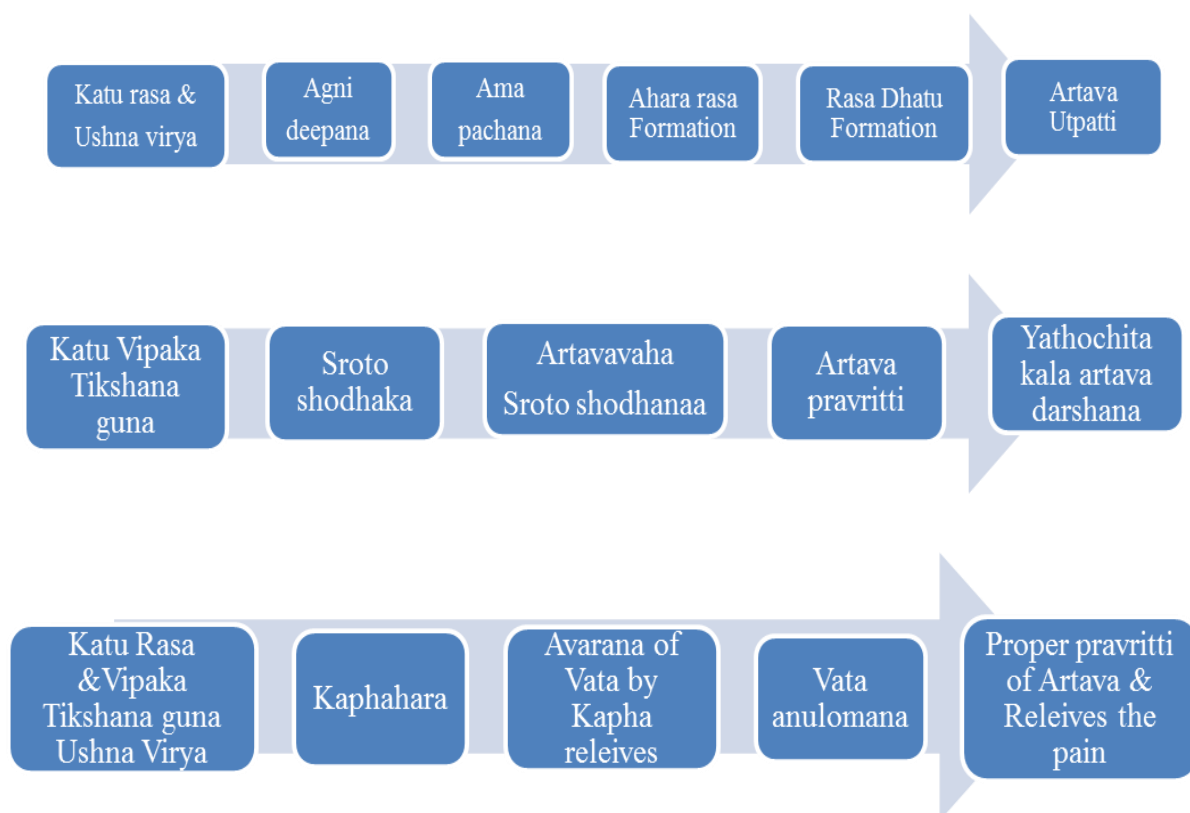 Katu rasa &
Ushna virya
Agni
deepana
Ama
pachana
Ahara rasa
Formation
Rasa Dhatu
Formation
Artava
Utpatti
Katu Vipaka
Tikshana
guna
Sroto
shodhaka
Artavavaha
Sroto shodhanaa
Artava
pravritti
Yathochita
kala artava
darshana
Katu Rasa
&Vipaka
Tikshana guna
Ushna Virya
Kaphahara
Avarana of
Vata by
Kapha
releives
Vata
anulomana
Proper pravritti
of Artava &
Releives the
pain